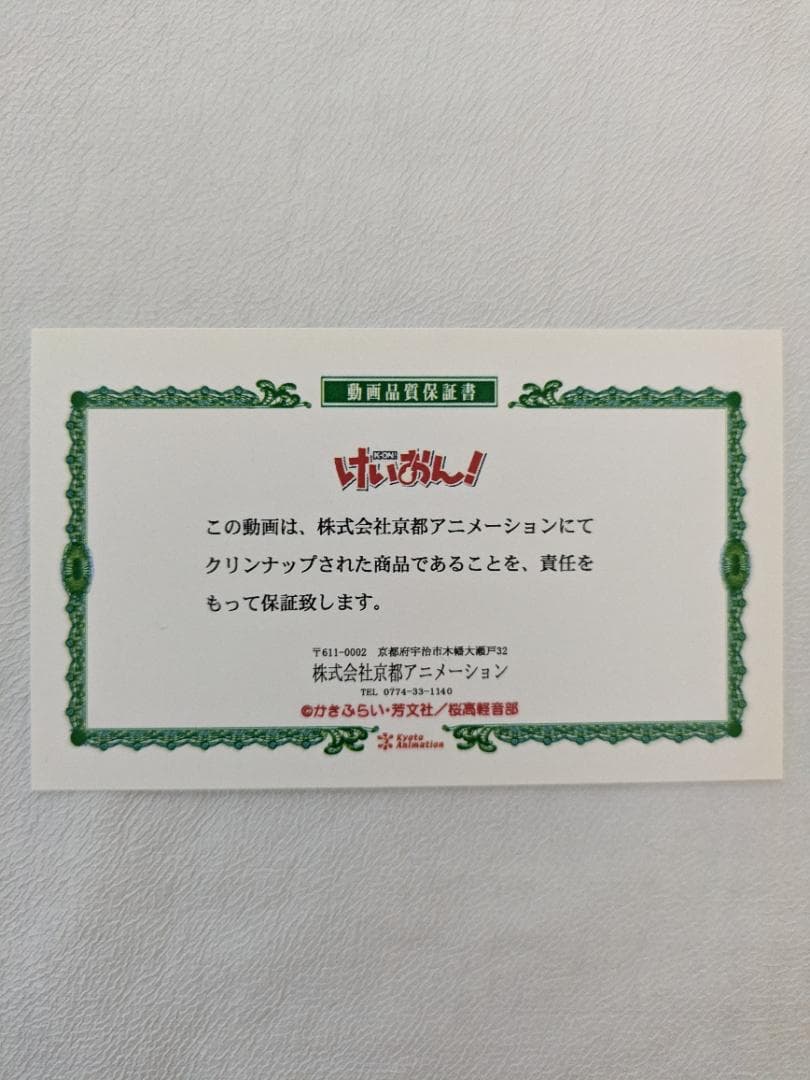 動画品質保証書
K-ON!
けいおん!
この動画は、株式会社京都アニメーションにて
クリンナップされた商品であることを、責任を
もって保証致します。
〒611-0002 京都府宇治市木幡大瀬戸32
株式会社京都アニメーション
TEL 0774-33-1140
©かきふらい・芳文社/桜高軽音部
Kyoto
Animation